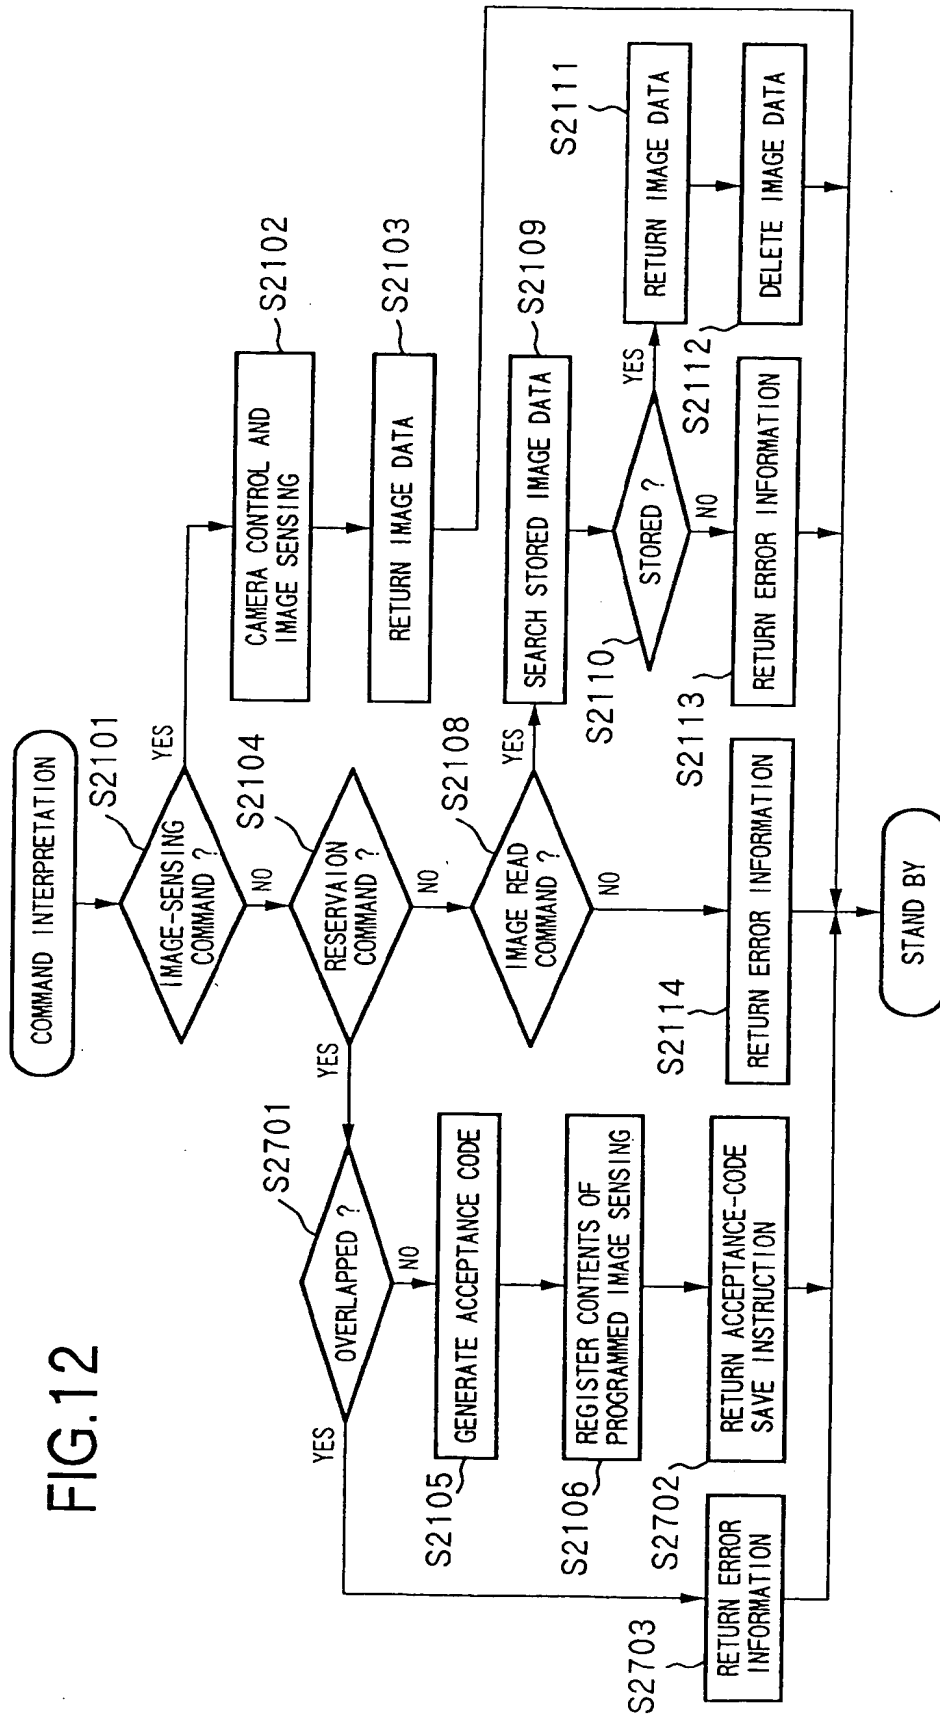 FIG.12
COMMAND INTERPRETATION
S2101
IMAGE-SENSING
COMMAND ?
YES
NO
S2102
CAMERA CONTROL AND
IMAGE SENSING
S2103
RETURN IMAGE DATA
S2104
RESERVAION
COMMAND ?
YES
NO
S2701
OVERLAPPED ?
YES
NO
S2105
GENERATE ACCEPTANCE CODE
S2106
REGISTER CONTENTS OF
PROGRAMMED IMAGE SENSING
S2702
RETURN ACCEPTANCE-CODE
SAVE INSTRUCTION
S2703
RETURN ERROR
INFORMATION
S2108
IMAGE READ
COMMAND ?
YES
NO
S2109
SEARCH STORED IMAGE DATA
S2110
STORED ?
YES
NO
S2111
RETURN IMAGE DATA
S2112
DELETE IMAGE DATA
S2113
RETURN ERROR INFORMATION
S2114
RETURN ERROR INFORMATION
STAND BY